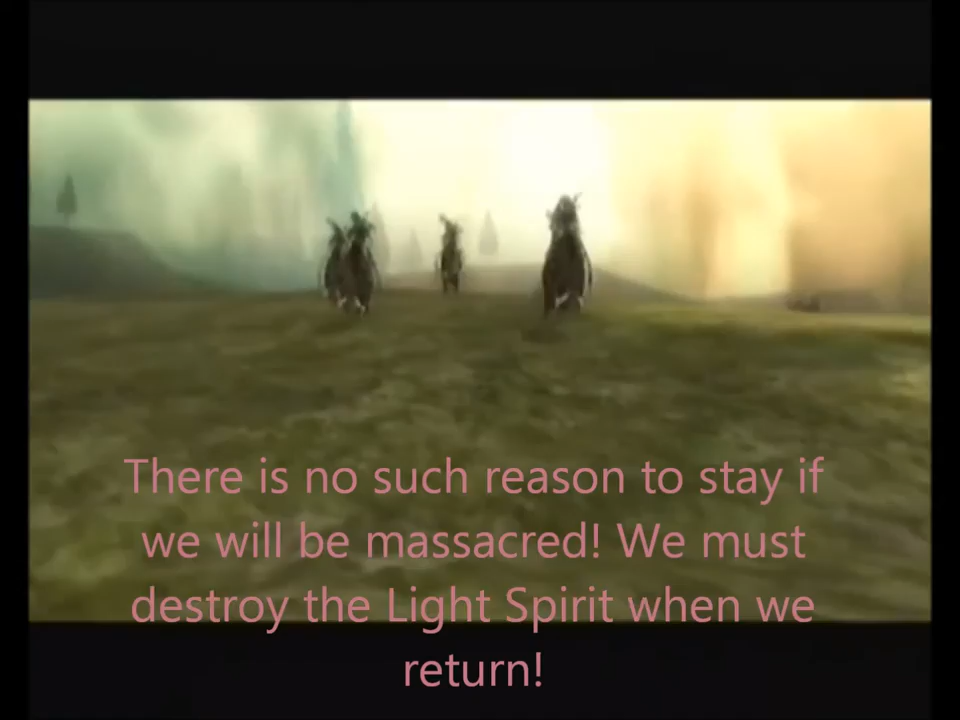 There is no such reason to stay if
we will be massacred! We must
destroy the Light Spirit when we
return!